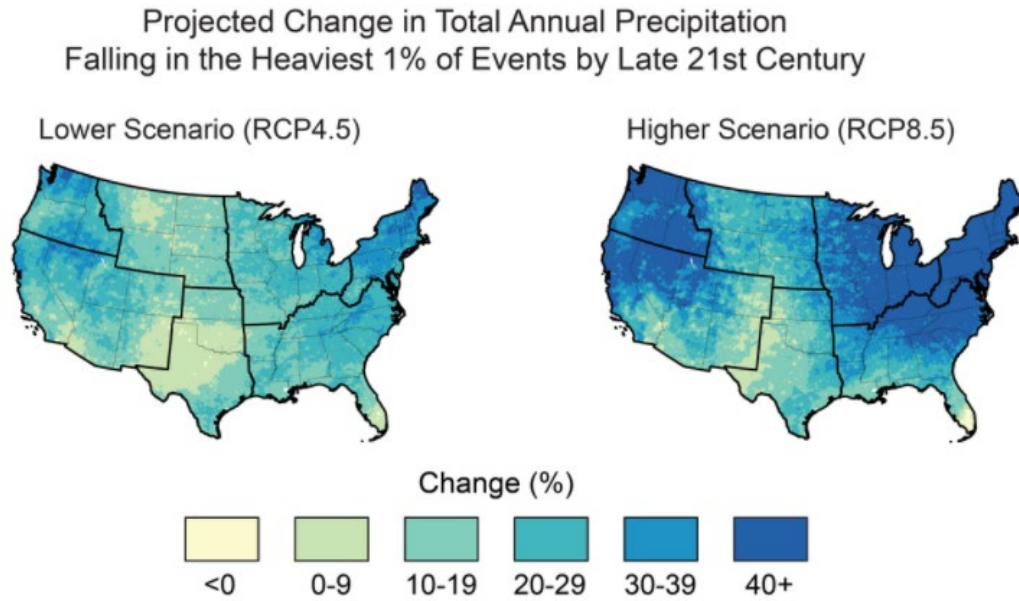 Projected Change in Total Annual Precipitation
Falling in the Heaviest 1% of Events by Late 21st Century
Lower Scenario (RCP4.5)
Higher Scenario (RCP8.5)
Change (%)
<0
0-9
10-19
20-29
30-39
40+